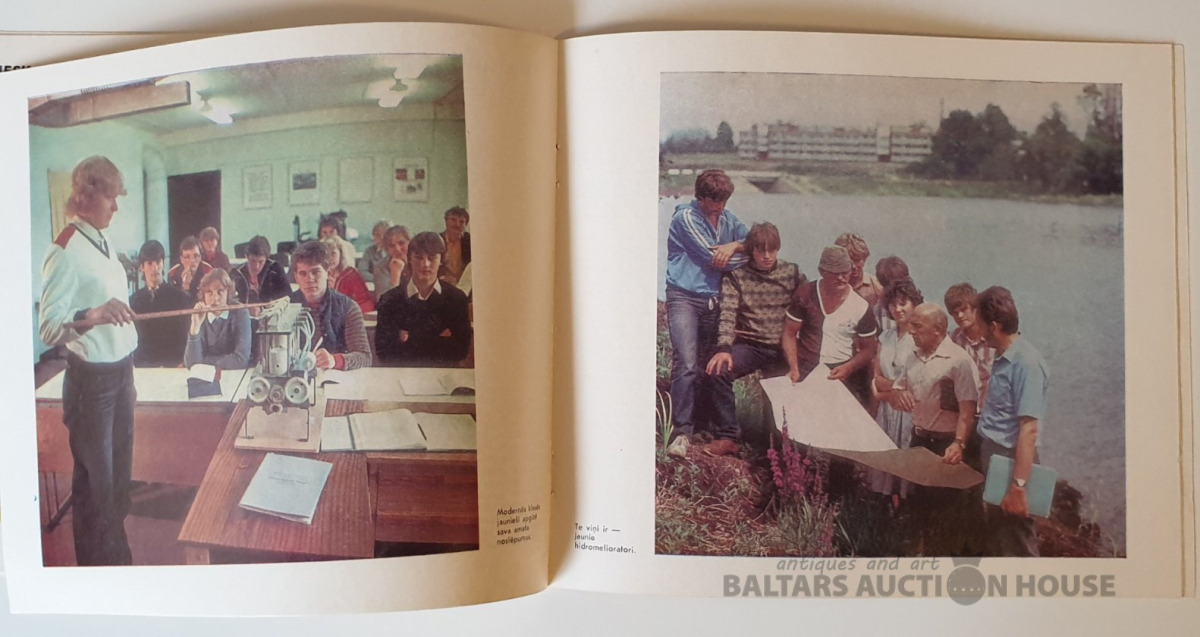 Modernās klasēs
jaunieši apgūst
sava amata
noslēpumus.
Te viņi ir —
jaunie
hidromelioratori.
antiques and art
BALTARS AUCTION HOUSE